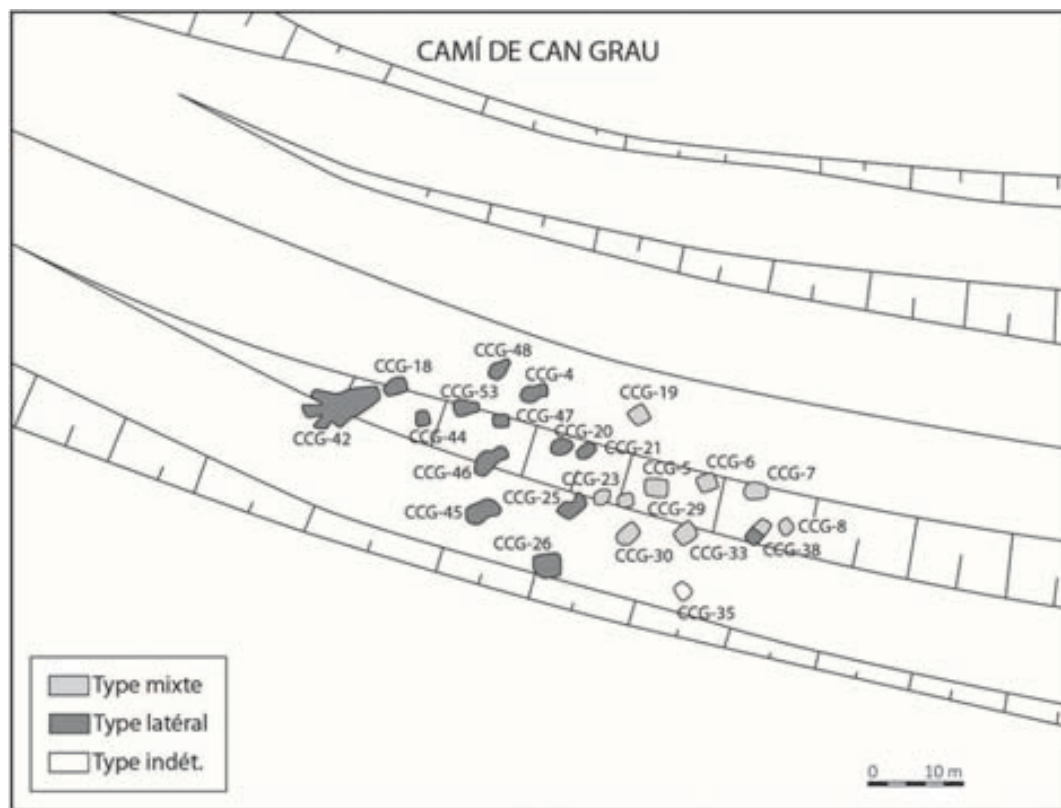 CAMÍ DE CAN GRAU
CCG-48
CCG-18
CCG-4
CCG-53
CCG-19
CCG-47
CCG-42
CCG-44
CCG-20
CCG-21
CCG-46
CCG-5
CCG-6
CCG-7
CCG-23
CCG-25
CCG-45
CCG-29
CCG-8
CCG-26
CCG-30
CCG-33
CCG-38
CCG-35
Type mixte
Type latéral
Type indét.
0 10 m